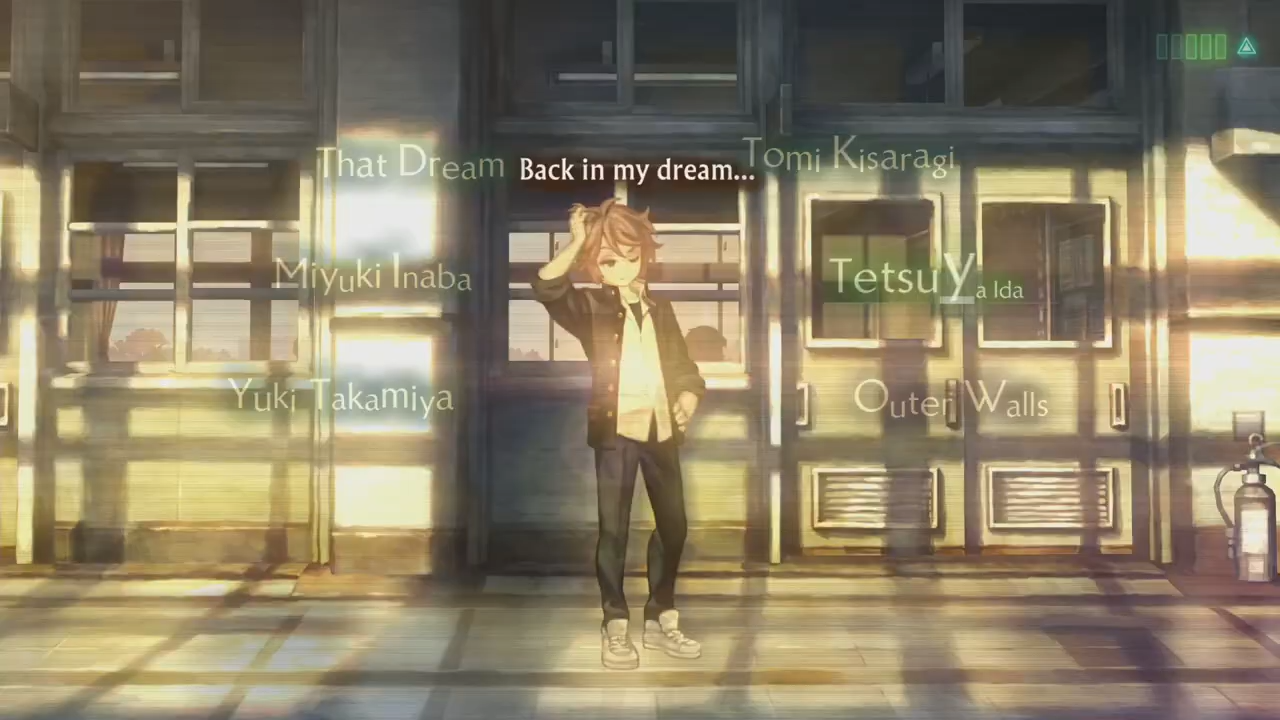 That Dream
Back in my dream...
Tomi Kisaragi
Miyuki Inaba
Tetsuya Ida
Yuki Takamiya
Outer Walls